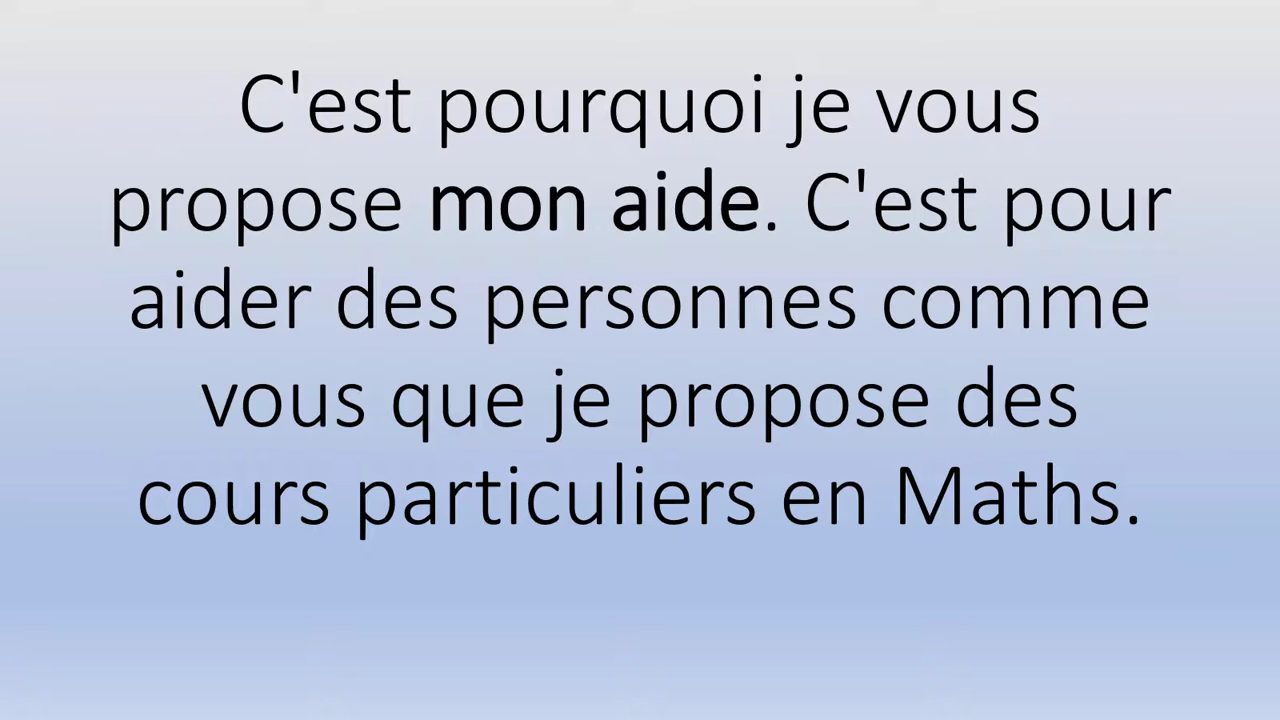 C'est pourquoi je vous
propose mon aide. C'est pour
aider des personnes comme
vous que je propose des
cours particuliers en Maths.